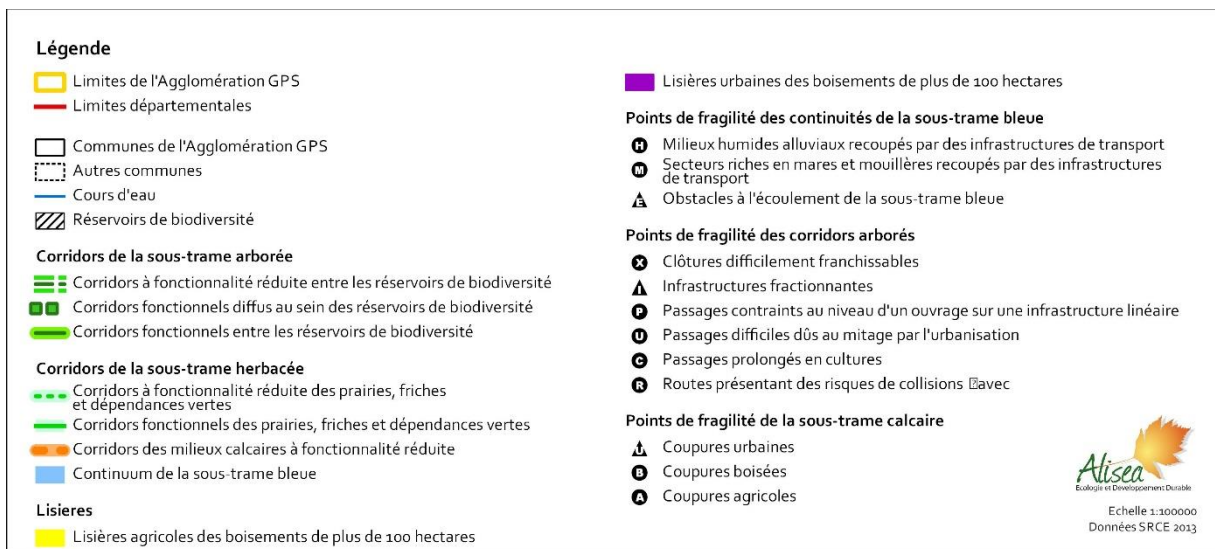 Légende
Limites de l'Agglomération GPS
Limites départementales
Communes de l'Agglomération GPS
Autres communes
Cours d'eau
Réservoirs de biodiversité
Corridors de la sous-trame arborée
Corridors à fonctionnalité réduite entre les réservoirs de biodiversité
Corridors fonctionnels diffus au sein des réservoirs de biodiversité
Corridors fonctionnels entre les réservoirs de biodiversité
Corridors de la sous-trame herbacée
Corridors à fonctionnalité réduite des prairies, friches
et dépendances vertes
Corridors fonctionnels des prairies, friches et dépendances vertes
Corridors des milieux calcaires à fonctionnalité réduite
Continuum de la sous-trame bleue
Lisieres
Lisières agricoles des boisements de plus de 100 hectares
Lisières urbaines des boisements de plus de 100 hectares
Points de fragilité des continuités de la sous-trame bleue
H Milieux humides alluviaux recoupés par des infrastructures de transport
M Secteurs riches en mares et mouillères recoupés par des infrastructures
de transport
E Obstacles à l'écoulement de la sous-trame bleue
Points de fragilité des corridors arborés
X Clôtures difficilement franchissables
I Infrastructures fractionnantes
P Passages contraints au niveau d'un ouvrage sur une infrastructure linéaire
U Passages difficiles dûs au mitage par l'urbanisation
C Passages prolongés en cultures
R Routes présentant des risques de collisions avec
Points de fragilité de la sous-trame calcaire
Coupures urbaines
B Coupures boisées
A Coupures agricoles
Alisea
Ecologie et Developpement Durable
Echelle 1:100000
Données SRCE 2013